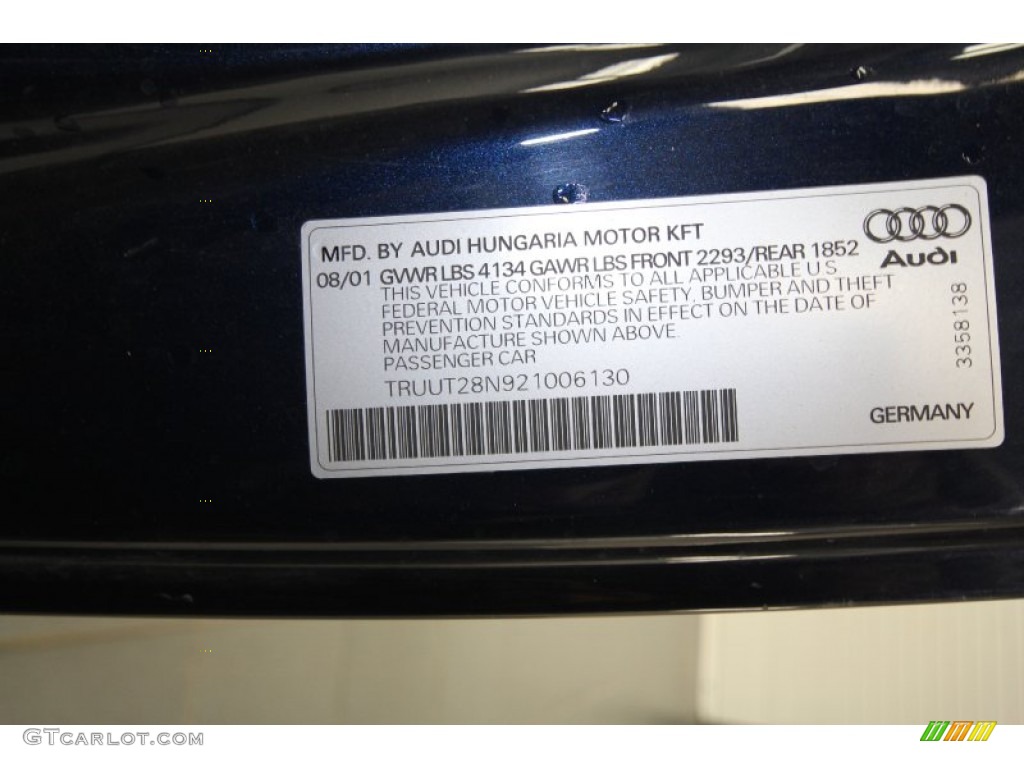 MFD. BY AUDI HUNGARIA MOTOR KFT
08/01 GVWR LBS 4134 GAWR LBS FRONT 2293/REAR 1852
THIS VEHICLE CONFORMS TO ALL APPLICABLE U S
FEDERAL MOTOR VEHICLE SAFETY, BUMPER AND THEFT
PREVENTION STANDARDS IN EFFECT ON THE DATE OF
MANUFACTURE SHOWN ABOVE.
PASSENGER CAR
TRUUT28N921006130
Audi
3358138
GERMANY
GTCarLot.com